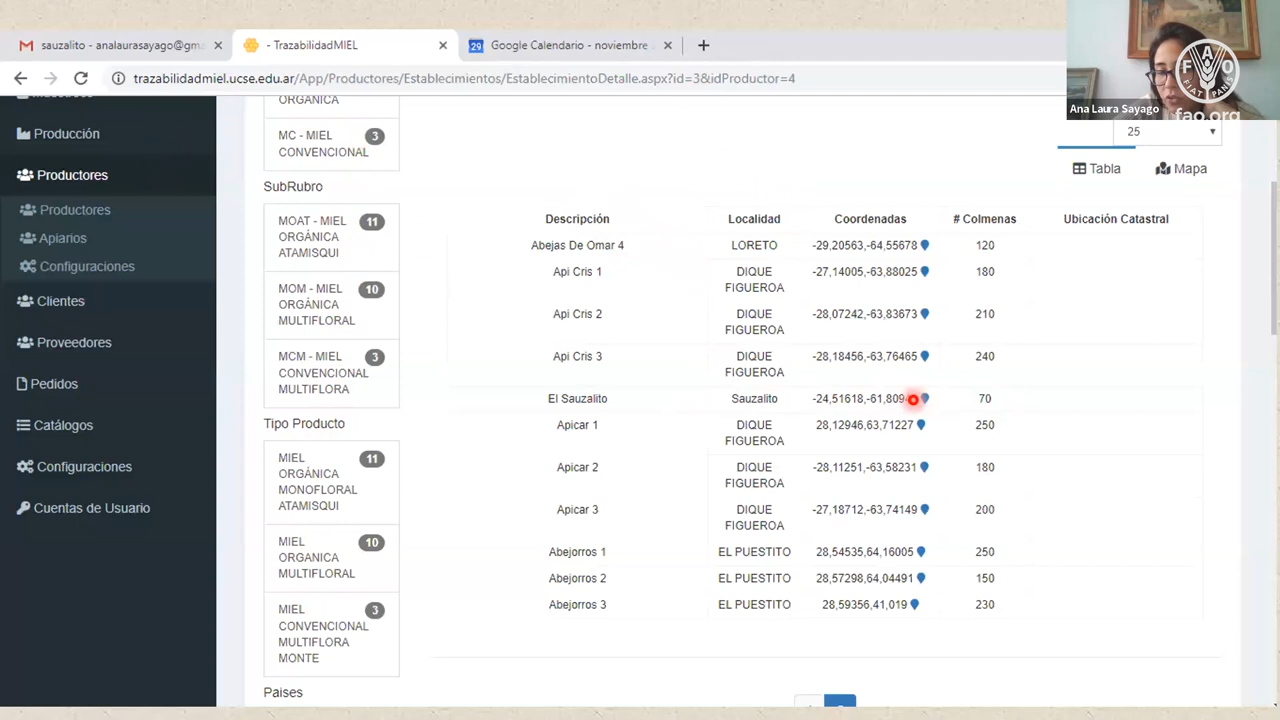 sauzalito - analaurasayago@gm
- TrazabilidadMIEL
Google Calendario - noviembre
trazabilidadmiel.ucse.edu.ar/App/Productores/Establecimientos/EstablecimientoDetalle.aspx?id=3&idProductor=4
FAO
FIAT PANIS
fao.org
Ana Laura Sayago
Producción
Productores
Productores
Apiarios
Configuraciones
Clientes
Proveedores
Pedidos
Catálogos
Configuraciones
Cuentas de Usuario
ORGÁNICA
MC - MIEL 3
CONVENCIONAL
SubRubro
MOAT - MIEL 11
ORGÁNICA
ATAMISQUI
MOM - MIEL 10
ORGÁNICA
MULTIFLORAL
MCM - MIEL 3
CONVENCIONAL
MULTIFLORA
Tipo Producto
MIEL 11
ORGÁNICA
MONOFLORAL
ATAMISQUI
MIEL 10
ORGANICA
MULTIFLORAL
MIEL 3
CONVENCIONAL
MULTIFLORA
MONTE
Paises
25
Tabla Mapa
Descripción Localidad Coordenadas # Colmenas Ubicación Catastral
Abejas De Omar 4 LORETO -29,20563,-64,55678 120
Api Cris 1 DIQUE FIGUEROA -27,14005,-63,88025 180
Api Cris 2 DIQUE FIGUEROA -28,07242,-63,83673 210
Api Cris 3 DIQUE FIGUEROA -28,18456,-63,76465 240
El Sauzalito Sauzalito -24,51618,-61,809 70
Apicar 1 DIQUE FIGUEROA 28,12946,63,71227 250
Apicar 2 DIQUE FIGUEROA -28,11251,-63,58231 180
Apicar 3 DIQUE FIGUEROA -27,18712,-63,74149 200
Abejorros 1 EL PUESTITO 28,54535,64,16005 250
Abejorros 2 EL PUESTITO 28,57298,64,04491 150
Abejorros 3 EL PUESTITO 28,59356,41,019 230